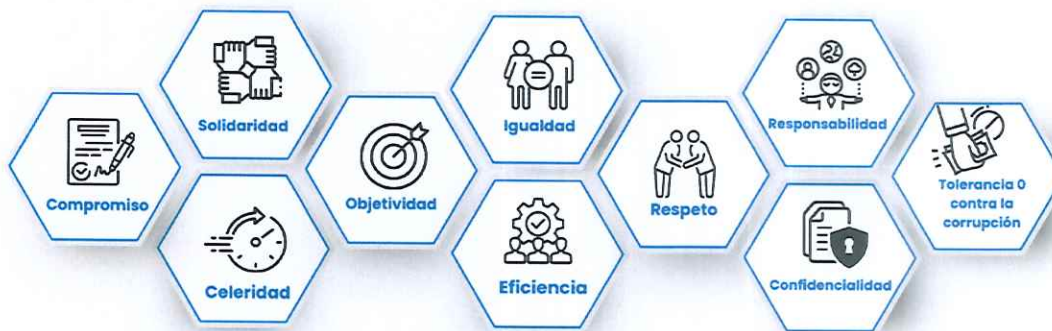 Compromiso
Solidaridad
Celeridad
Objetividad
Igualdad
Eficiencia
Respeto
Responsabilidad
Confidencialidad
Tolerancia 0
contra la
corrupción